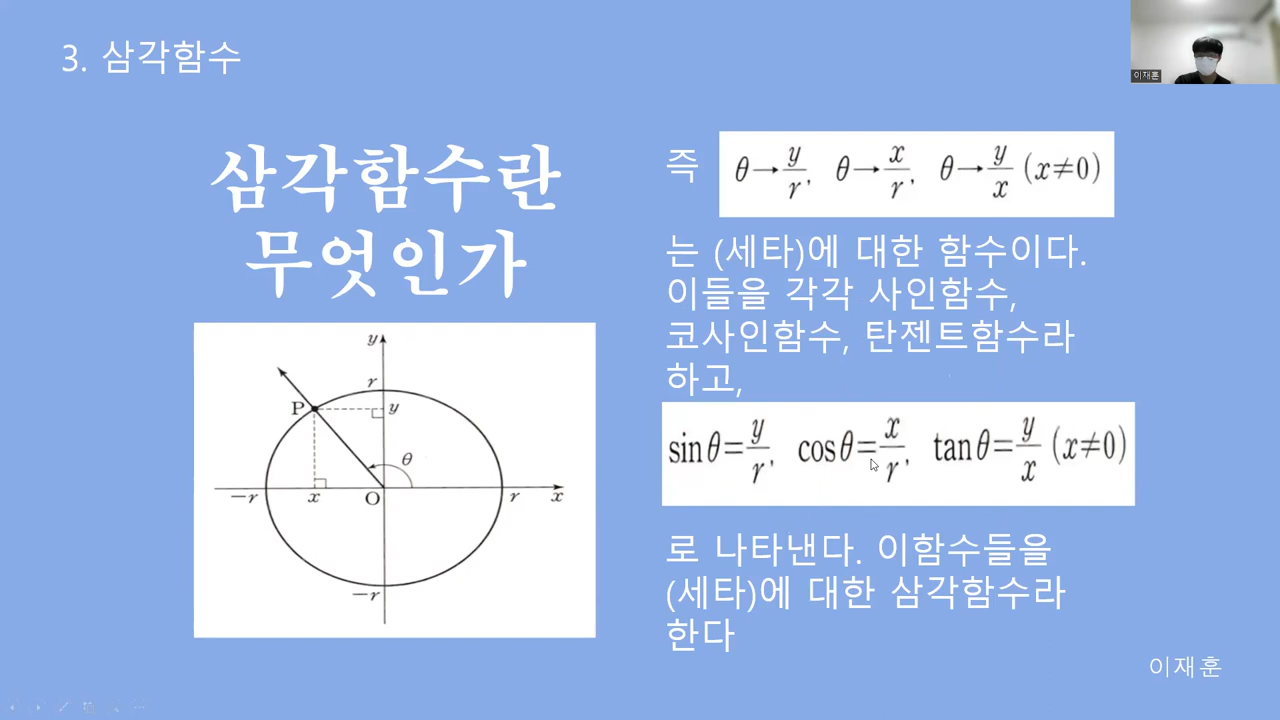 3. 삼각함수
이재훈
삼각함수란
무엇인가
즉
θ→y/r, θ→x/r, θ→y/x (x≠0)
는 (세타)에 대한 함수이다.
이들을 각각 사인함수,
코사인함수, 탄젠트함수라
하고,
sinθ=y/r, cosθ=x/r, tanθ=y/x (x≠0)
로 나타낸다. 이함수들을
(세타)에 대한 삼각함수라
한다
y
r
P
y
θ
-r
x
O
r
x
-r
이재훈